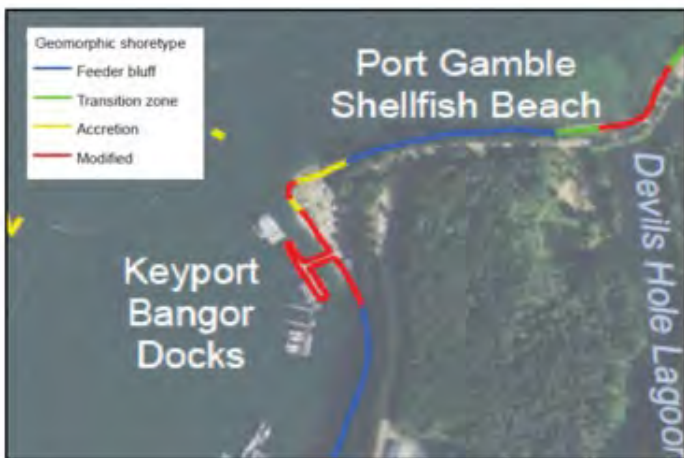 Geomorphic shoretype
Feeder bluff
Transition zone
Accretion
Modified
Port Gamble
Shellfish Beach
Keyport
Bangor
Docks
Devils Hole Lagoon